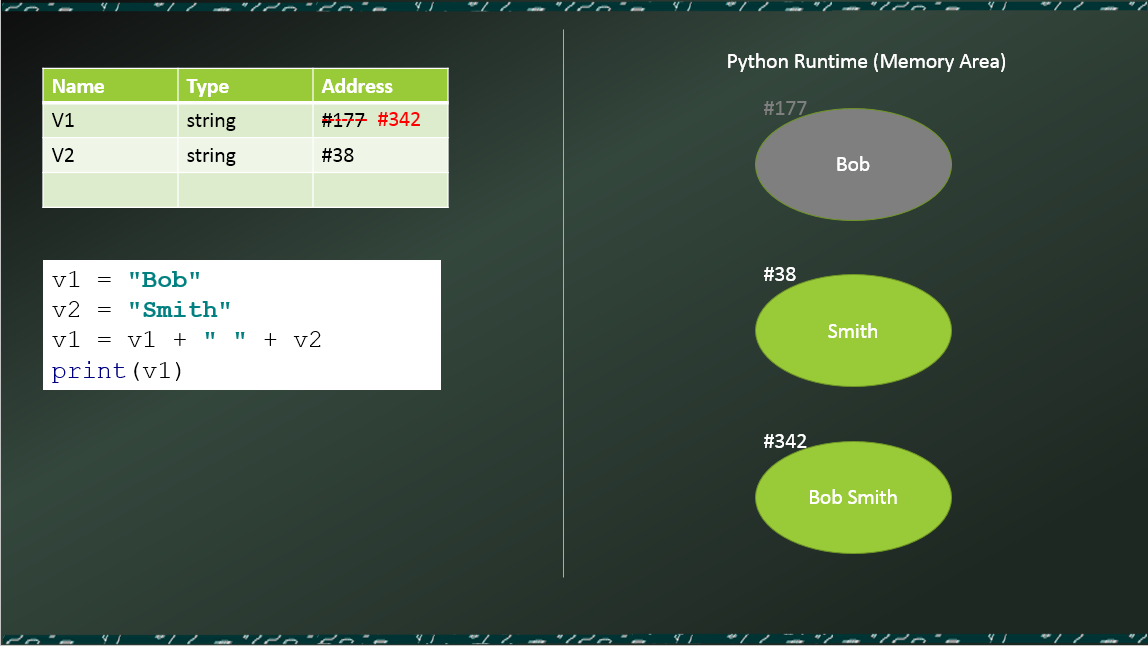 Name Type Address
V1 string #177 #342
V2 string #38
v1 = "Bob"
v2 = "Smith"
v1 = v1 + " " + v2
print(v1)
Python Runtime (Memory Area)
#177
Bob
#38
Smith
#342
Bob Smith